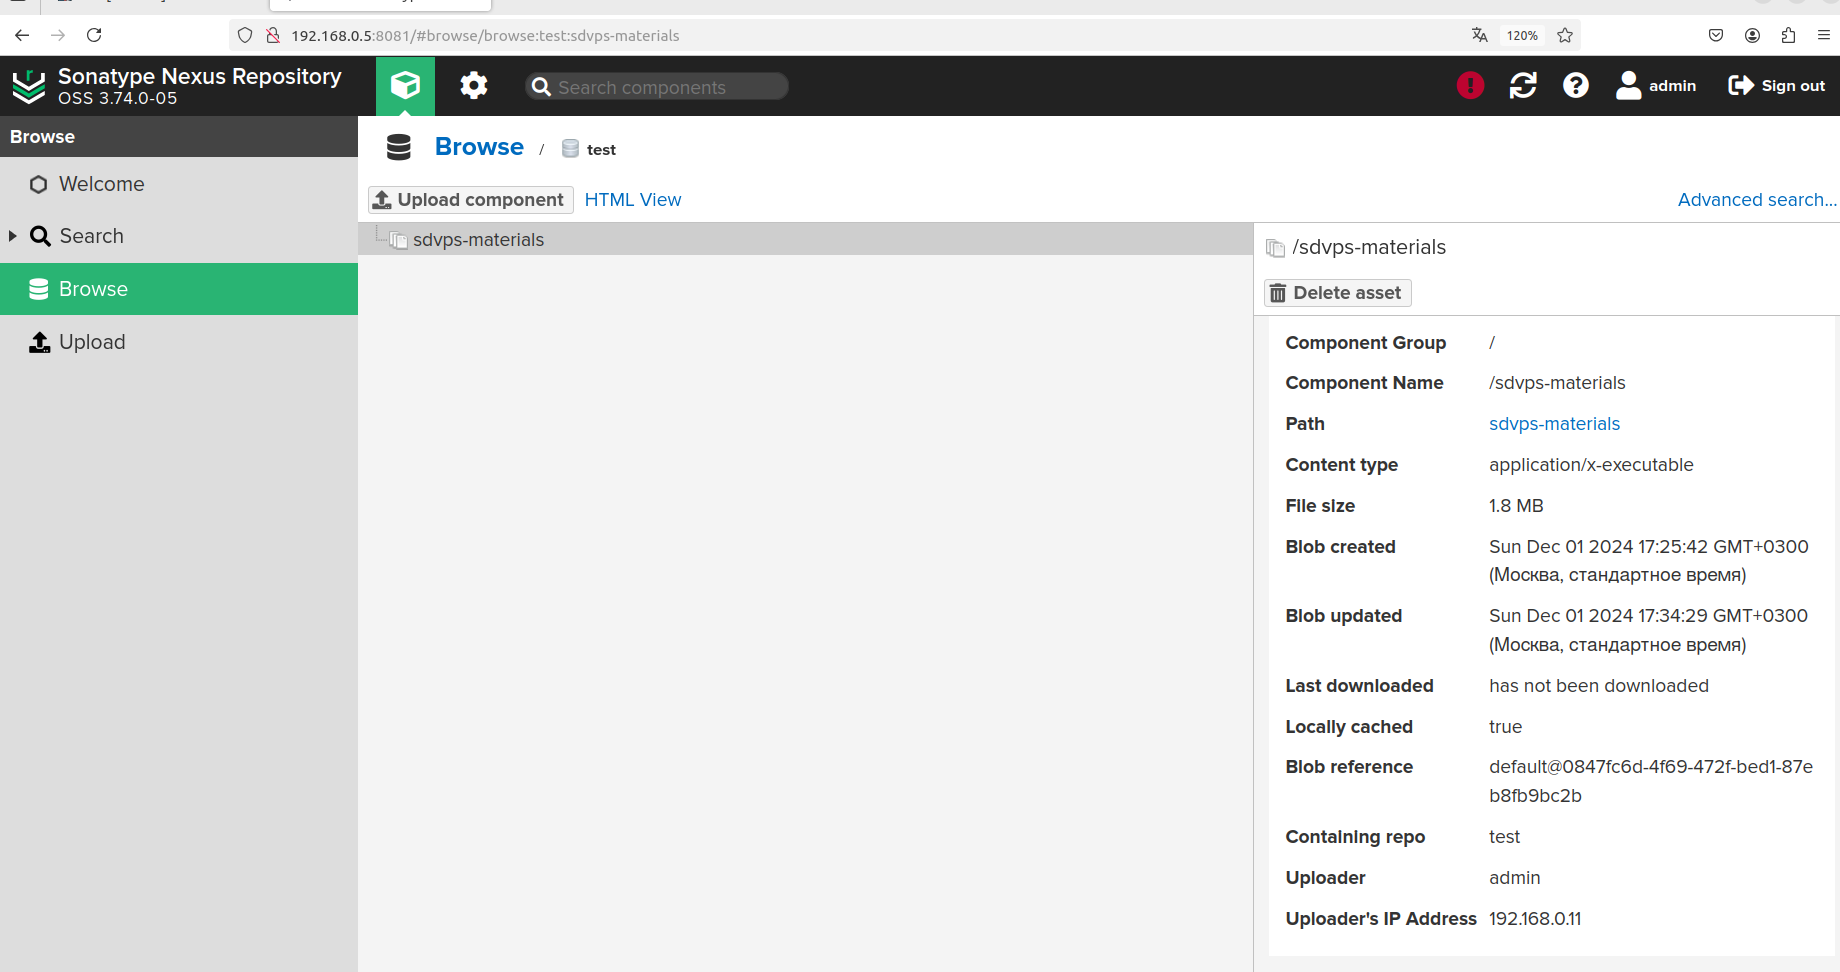 192.168.0.5:8081/#browse/browse:test:sdvps-materials
120%
Sonatype Nexus Repository
OSS 3.74.0-05
Search components
admin
Sign out
Browse
Welcome
Search
Browse
Upload
Browse / test
Upload component
HTML View
Advanced search...
sdvps-materials
/sdvps-materials
Delete asset
Component Group /
Component Name /sdvps-materials
Path sdvps-materials
Content type application/x-executable
File size 1.8 MB
Blob created Sun Dec 01 2024 17:25:42 GMT+0300
(Москва, стандартное время)
Blob updated Sun Dec 01 2024 17:34:29 GMT+0300
(Москва, стандартное время)
Last downloaded has not been downloaded
Locally cached true
Blob reference default@0847fc6d-4f69-472f-bed1-87e
b8fb9bc2b
Containing repo test
Uploader admin
Uploader's IP Address 192.168.0.11